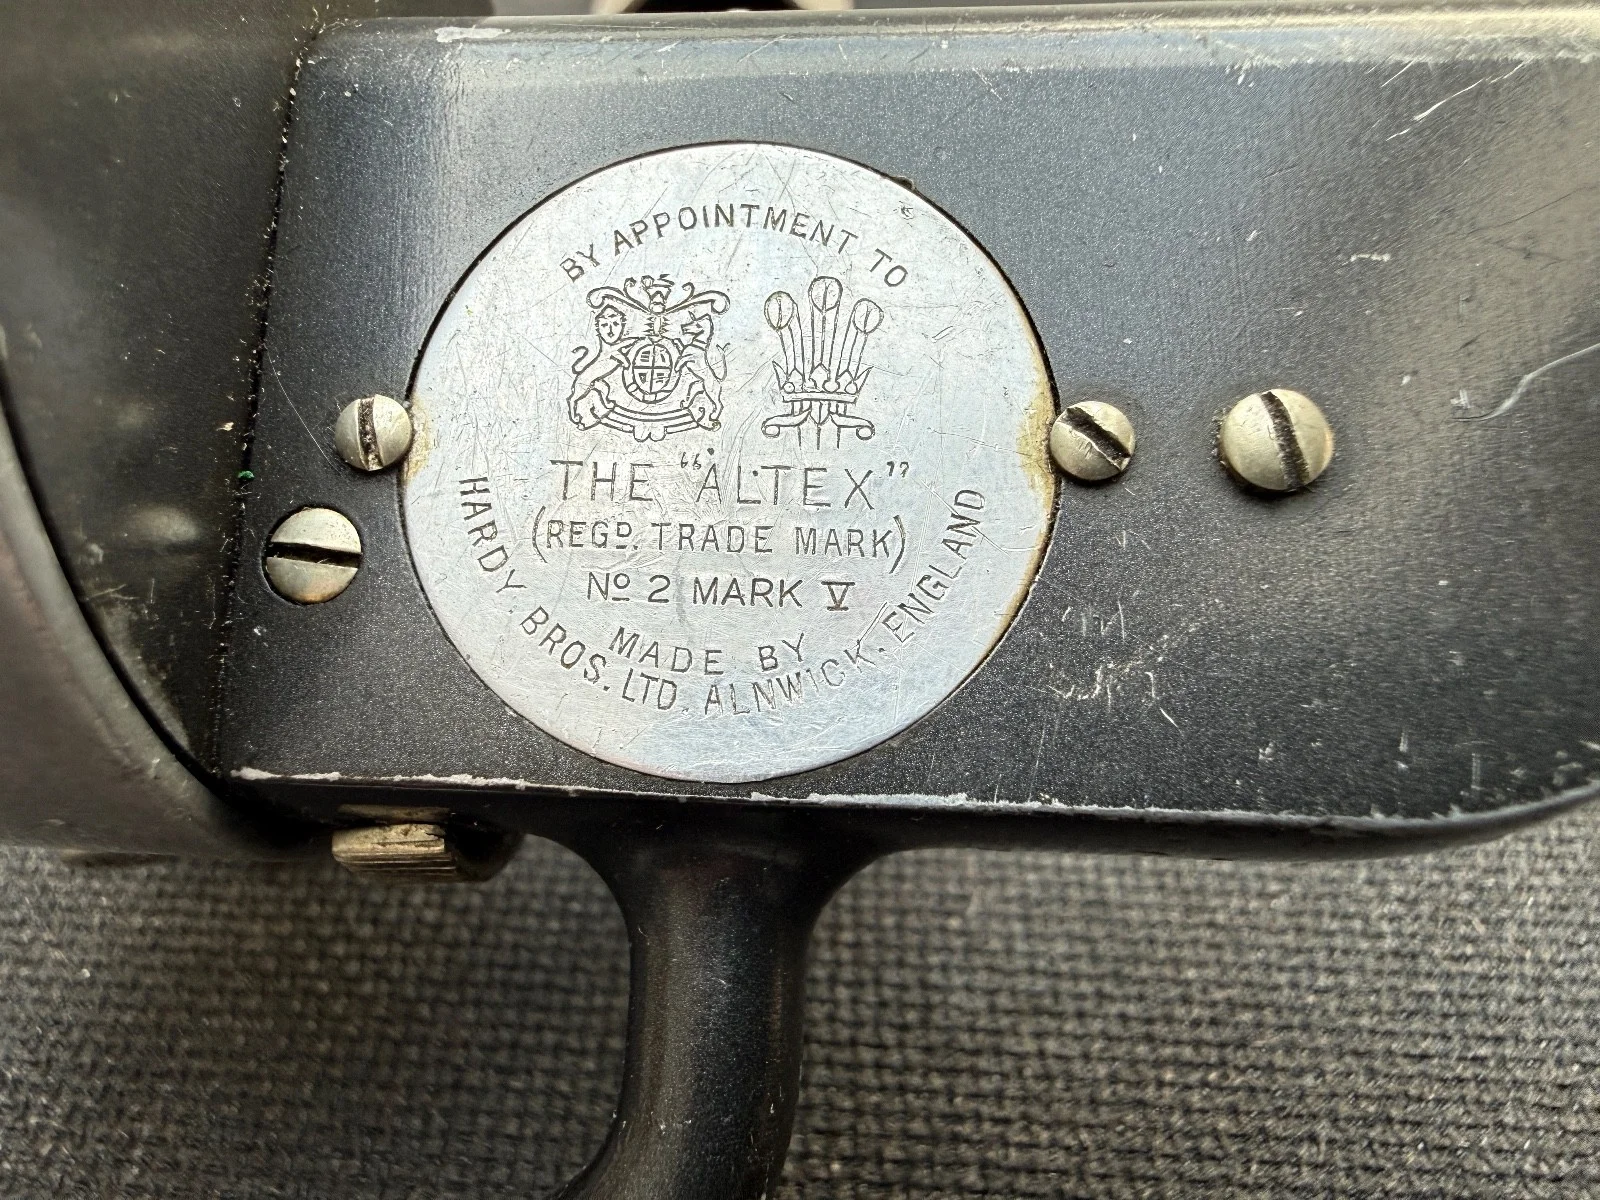 BY APPOINTMENT TO
THE "ALTEX"
(REGD. TRADE MARK)
No 2 MARK V
MADE BY
HARDY. BROS. LTD. ALNWICK. ENGLAND